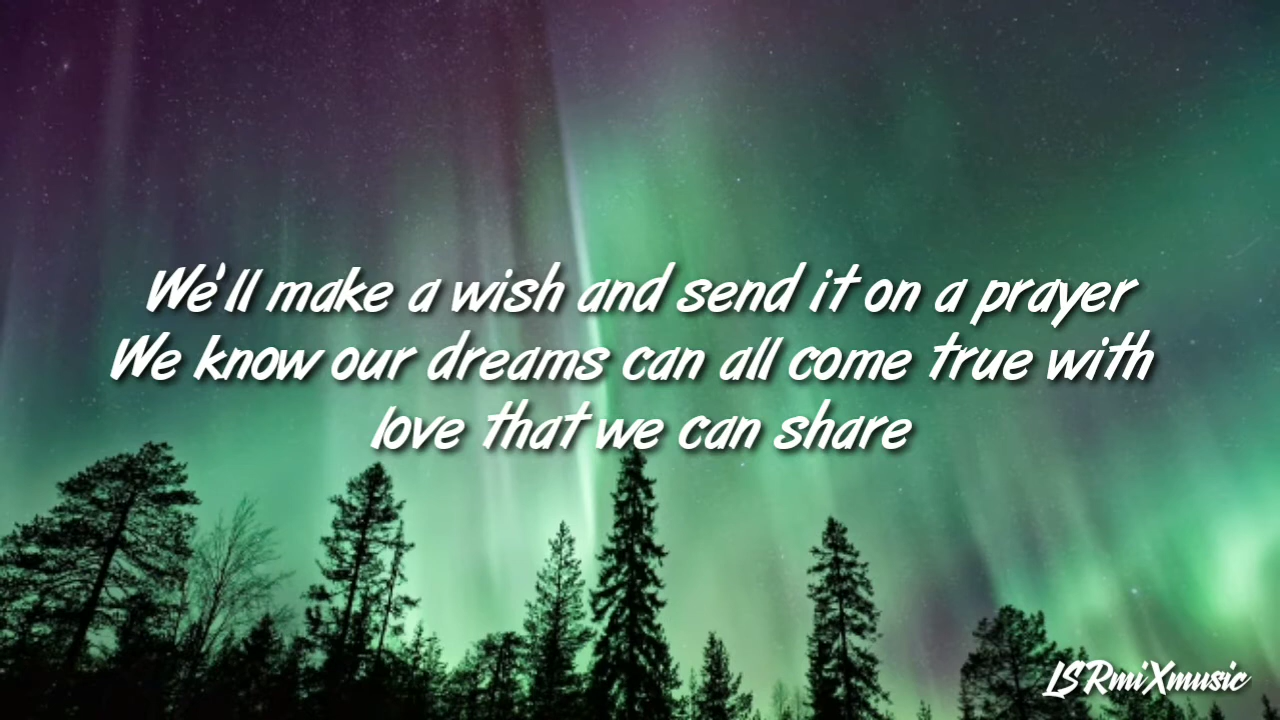 We'll make a wish and send it on a prayer
We know our dreams can all come true with
love that we can share
LSRmiXmusic